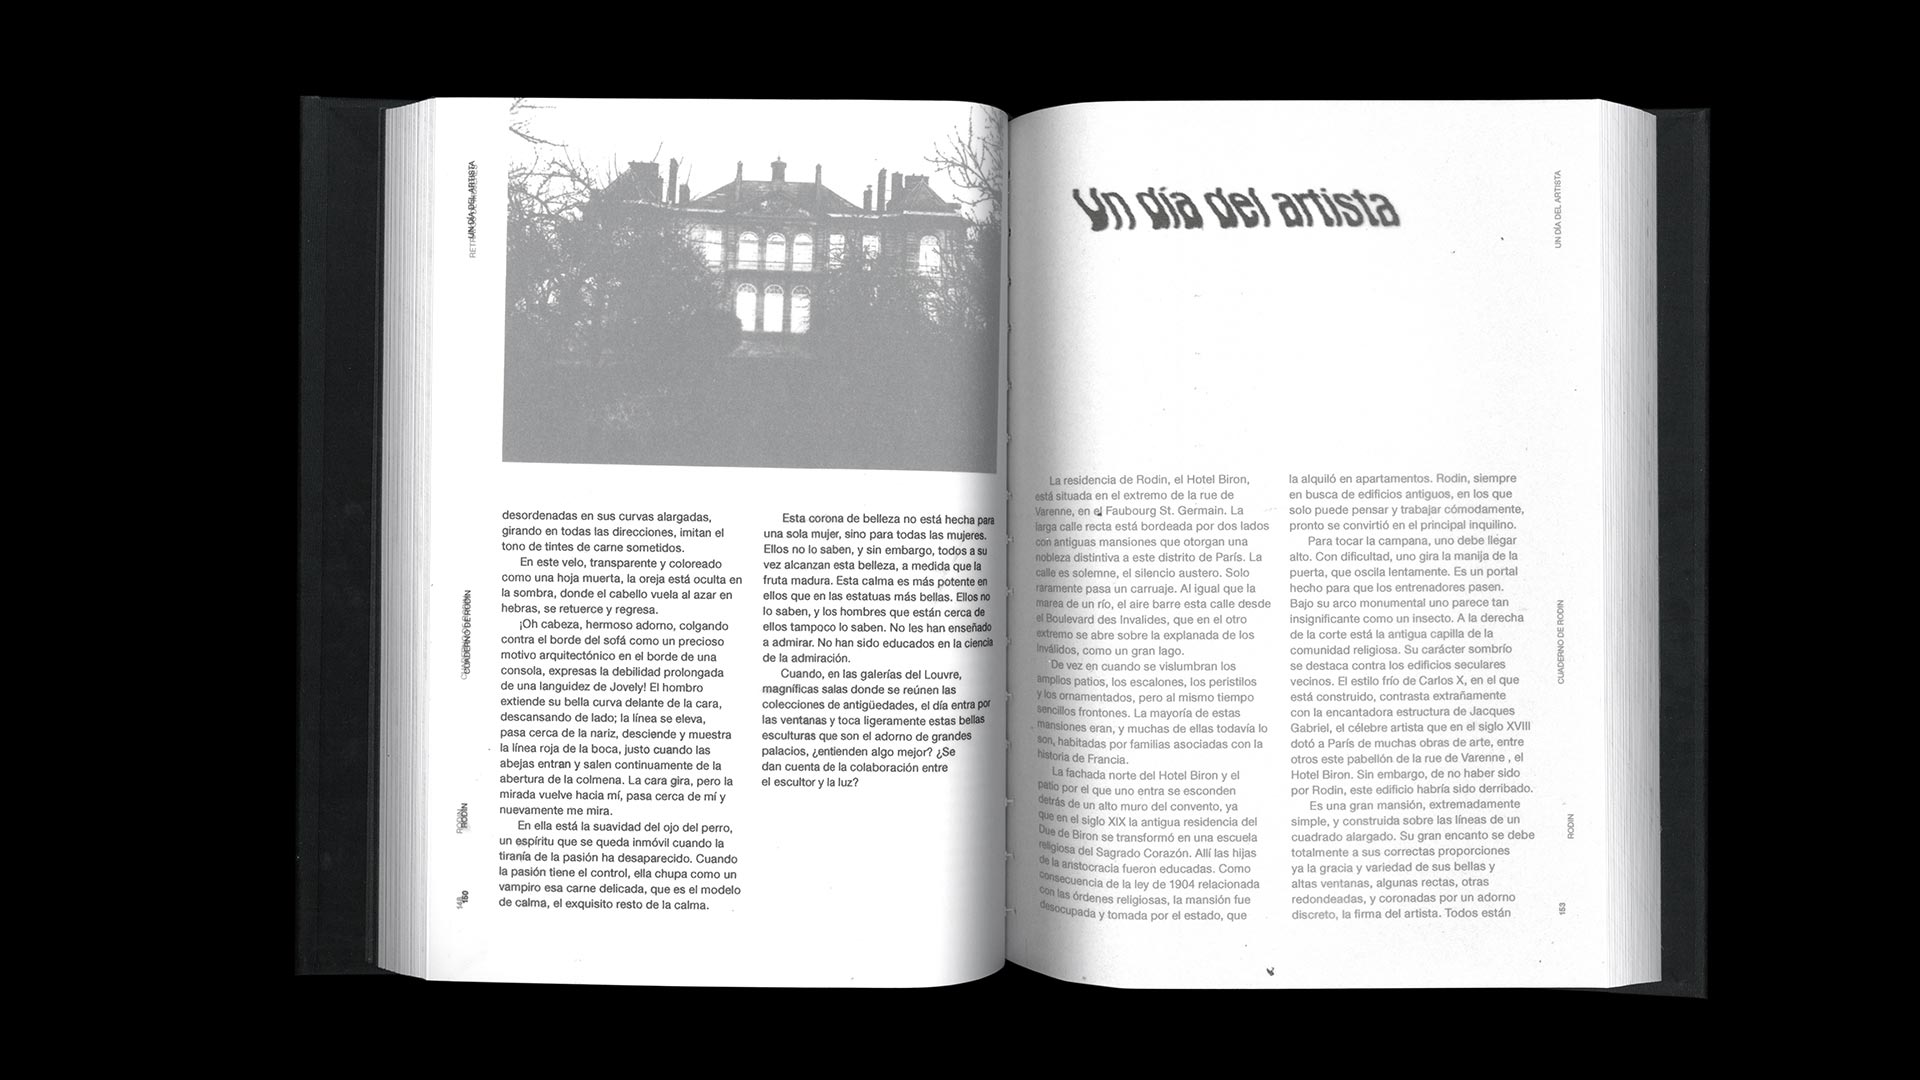 UN DÍA DEL ARTISTA
CUADERNO DE RODIN
RODIN
desordenadas en sus curvas alargadas,
girando en todas las direcciones, imitan el
tono de tintes de carne sometidos.
En este velo, transparente y coloreado
como una hoja muerta, la oreja está oculta en
la sombra, donde el cabello vuela al azar en
hebras, se retuerce y regresa.
¡Oh cabeza, hermoso adorno, colgando
contra el borde del sofá como un precioso
motivo arquitectónico en el borde de una
consola, expresas la debilidad prolongada
de una languidez de Jovely! El hombro
extiende su bella curva delante de la cara,
descansando de lado; la línea se eleva,
pasa cerca de la nariz, desciende y muestra
la línea roja de la boca, justo cuando las
abejas entran y salen continuamente de la
abertura de la colmena. La cara gira, pero la
mirada vuelve hacia mí, pasa cerca de mí y
nuevamente me mira.
En ella está la suavidad del ojo del perro,
un espíritu que se queda inmóvil cuando la
tiranía de la pasión ha desaparecido. Cuando
la pasión tiene el control, ella chupa como un
vampiro esa carne delicada, que es el modelo
de calma, el exquisito resto de la calma.
Esta corona de belleza no está hecha para
una sola mujer, sino para todas las mujeres.
Ellos no lo saben, y sin embargo, todos a su
vez alcanzan esta belleza, a medida que la
fruta madura. Esta calma es más potente en
ellos que en las estatuas más bellas. Ellos no
lo saben, y los hombres que están cerca de
ellos tampoco lo saben. No les han enseñado
a admirar. No han sido educados en la ciencia
de la admiración.
Cuando, en las galerías del Louvre,
magníficas salas donde se reúnen las
colecciones de antigüedades, el día entra por
las ventanas y toca ligeramente estas bellas
esculturas que son el adorno de grandes
palacios, ¿entienden algo mejor? ¿Se
dan cuenta de la colaboración entre
el escultor y la luz?
Un día del artista
La residencia de Rodin, el Hotel Biron,
está situada en el extremo de la rue de
Varenne, en el Faubourg St. Germain. La
larga calle recta está bordeada por dos lados
con antiguas mansiones que otorgan una
nobleza distintiva a este distrito de París. La
calle es solemne, el silencio austero. Solo
raramente pasa un carruaje. Al igual que la
marea de un río, el aire barre esta calle desde
el Boulevard des Invalides, que en el otro
extremo se abre sobre la explanada de los
Inválidos, como un gran lago.
De vez en cuando se vislumbran los
amplios patios, los escalones, los peristilos
y los ornamentados, pero al mismo tiempo
sencillos frontones. La mayoría de estas
mansiones eran, y muchas de ellas todavía lo
son, habitadas por familias asociadas con la
historia de Francia.
La fachada norte del Hotel Biron y el
patio por el que uno entra se esconden
detrás de un alto muro del convento, ya
que en el siglo XIX la antigua residencia del
Due de Biron se transformó en una escuela
religiosa del Sagrado Corazón. Allí las hijas
de la aristocracia fueron educadas. Como
consecuencia de la ley de 1904 relacionada
con las órdenes religiosas, la mansión fue
desocupada y tomada por el estado, que
la alquiló en apartamentos. Rodin, siempre
en busca de edificios antiguos, en los que
solo puede pensar y trabajar cómodamente,
pronto se convirtió en el principal inquilino.
Para tocar la campana, uno debe llegar
alto. Con dificultad, uno gira la manija de la
puerta, que oscila lentamente. Es un portal
hecho para que los entrenadores pasen.
Bajo su arco monumental uno parece tan
insignificante como un insecto. A la derecha
de la corte está la antigua capilla de la
comunidad religiosa. Su carácter sombrío
se destaca contra los edificios seculares
vecinos. El estilo frío de Carlos X, en el que
está construido, contrasta extrañamente
con la encantadora estructura de Jacques
Gabriel, el célebre artista que en el siglo XVIII
dotó a París de muchas obras de arte, entre
otros este pabellón de la rue de Varenne , el
Hotel Biron. Sin embargo, de no haber sido
por Rodin, este edificio habría sido derribado.
Es una gran mansión, extremadamente
simple, y construida sobre las líneas de un
cuadrado alargado. Su gran encanto se debe
totalmente a sus correctas proporciones
ya la gracia y variedad de sus bellas y
altas ventanas, algunas rectas, otras
redondeadas, y coronadas por un adorno
discreto, la firma del artista. Todos están
UN DÍA DEL ARTISTA
CUADERNO DE RODIN
RODIN
153